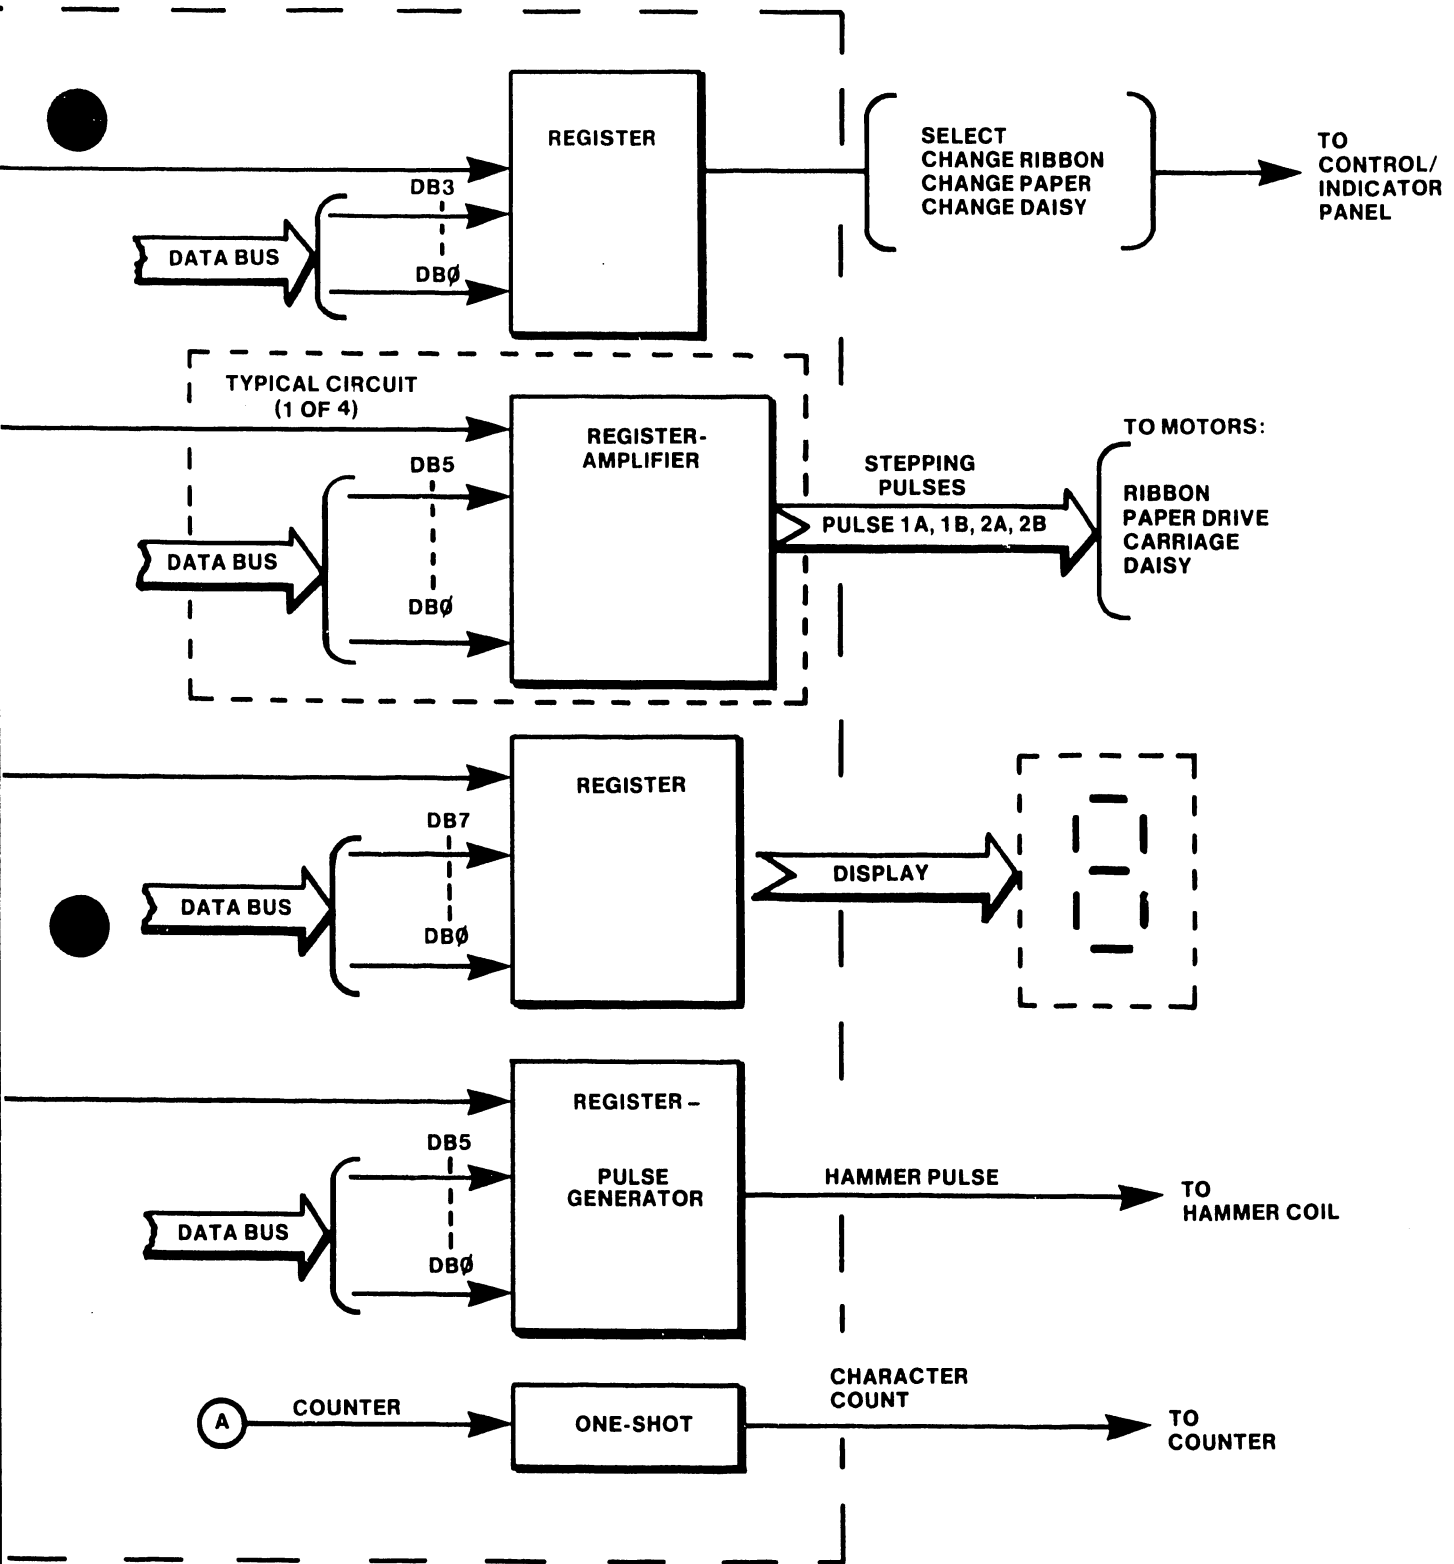 REGISTER
SELECT
CHANGE RIBBON
CHANGE PAPER
CHANGE DAISY
TO
CONTROL/
INDICATOR
PANEL
DB3
DATA BUS
DBØ
TYPICAL CIRCUIT
(1 OF 4)
REGISTER-
AMPLIFIER
DB5
DATA BUS
DBØ
STEPPING
PULSES
PULSE 1A, 1B, 2A, 2B
TO MOTORS:
RIBBON
PAPER DRIVE
CARRIAGE
DAISY
REGISTER
DB7
DATA BUS
DBØ
DISPLAY
REGISTER –
PULSE
GENERATOR
DB5
DATA BUS
DBØ
HAMMER PULSE
TO
HAMMER COIL
A
COUNTER
ONE-SHOT
CHARACTER
COUNT
TO
COUNTER